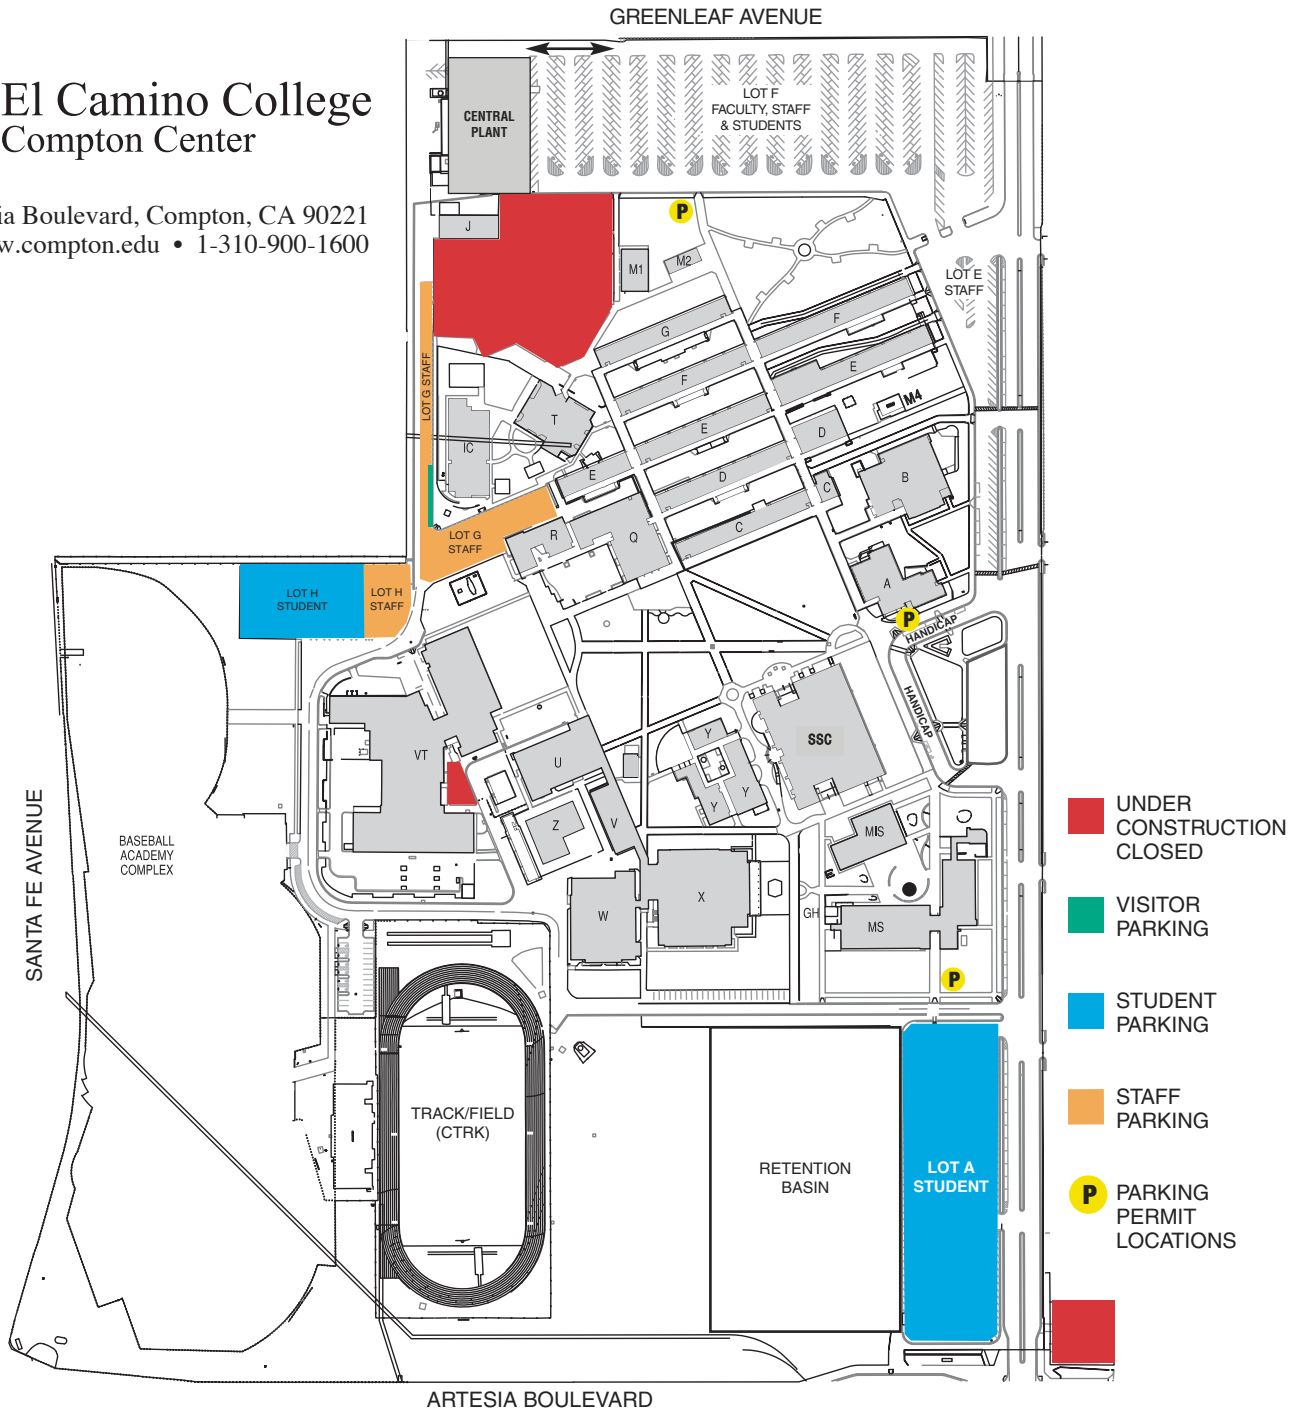 GREENLEAF AVENUE
El Camino College
Compton Center
ia Boulevard, Compton, CA 90221
w.compton.edu • 1-310-900-1600
CENTRAL
PLANT
LOT F
FACULTY, STAFF
& STUDENTS
P
J
M1
M2
LOT E
STAFF
G
F
F
E
LOT G STAFF
M4
T
E
D
IC
E
D
C
B
C
LOT G
STAFF
R
Q
A
LOT H
STUDENT
LOT H
STAFF
P
HANDICAP
HANDICAP
VT
U
Y
SSC
Y
Y
Z
V
MIS
BASEBALL
ACADEMY
COMPLEX
SANTA FE AVENUE
W
X
GH
MS
P
TRACK/FIELD
(CTRK)
RETENTION
BASIN
LOT A
STUDENT
UNDER
CONSTRUCTION
CLOSED
VISITOR
PARKING
STUDENT
PARKING
STAFF
PARKING
P
PARKING
PERMIT
LOCATIONS
ARTESIA BOULEVARD